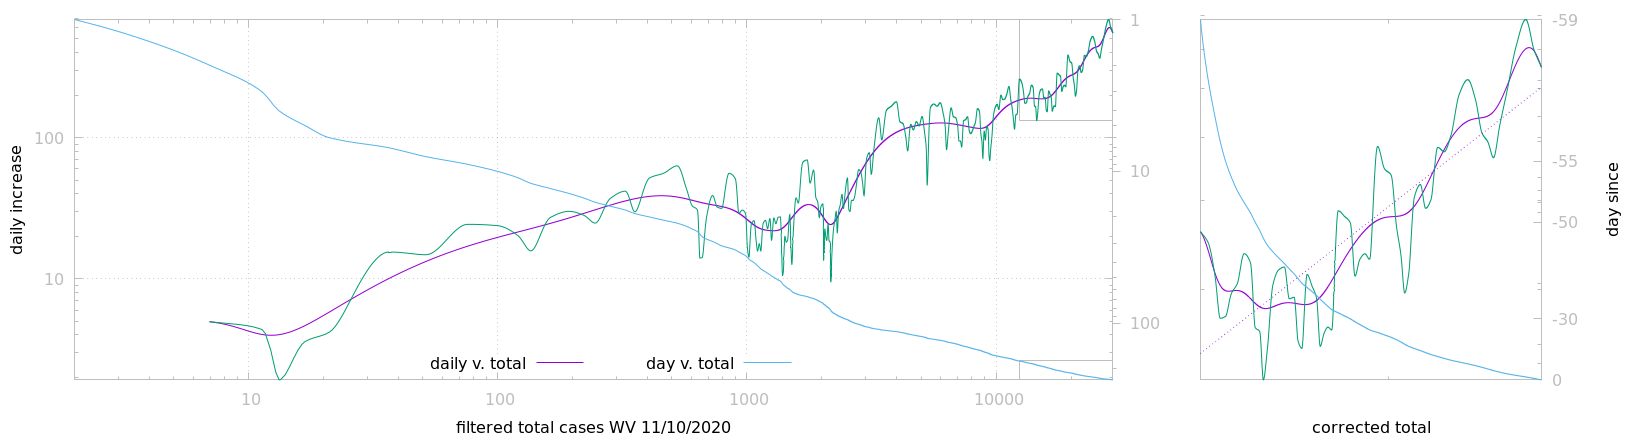 1
-59
100
daily increase
10
-55
-50
day since
10
100
-30
daily v. total
day v. total
0
10
100
1000
10000
filtered total cases WV 11/10/2020
corrected total